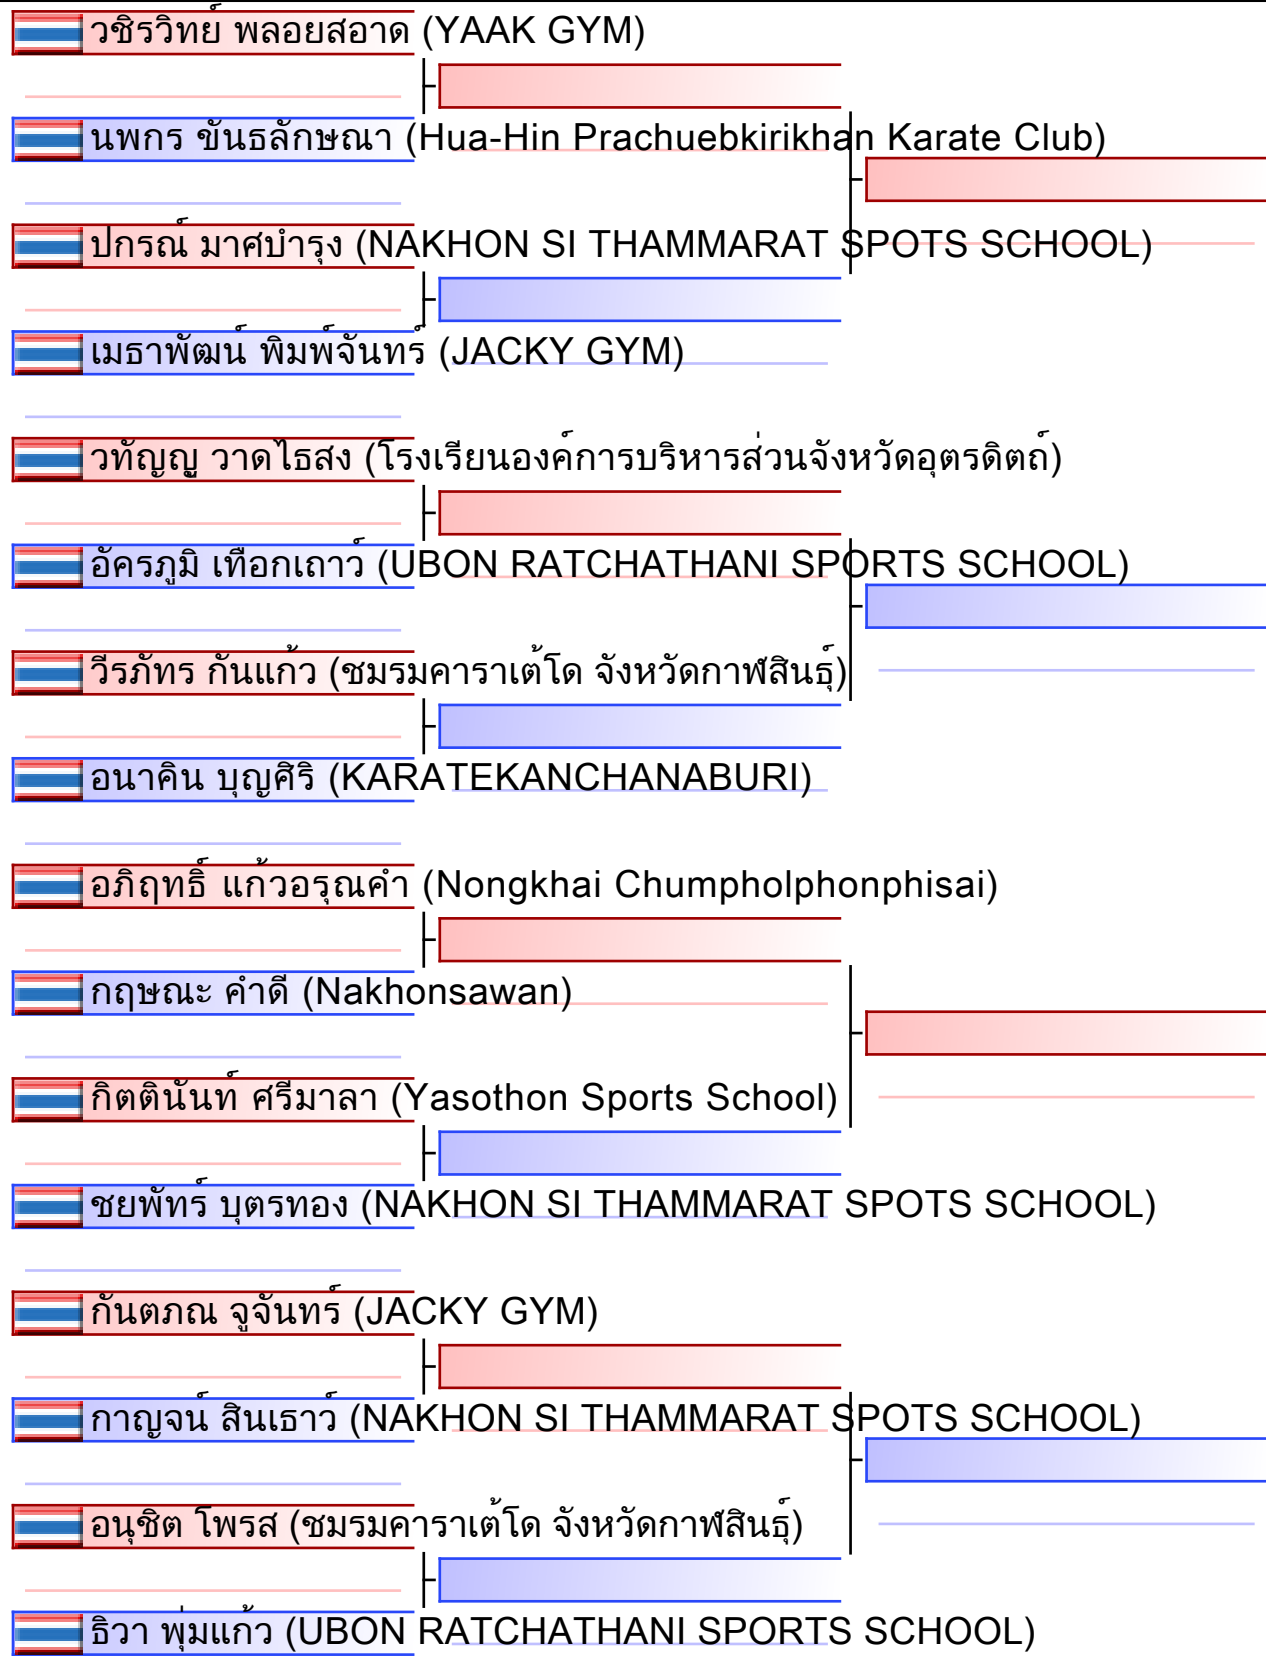 วชิรวิทย์ พลอยสอาด (YAAK GYM)
นพกร ขันธลักษณา (Hua-Hin Prachuebkirikhan Karate Club)
ปกรณ์ มาศบำรุง (NAKHON SI THAMMARAT SPOTS SCHOOL)
เมธาพัฒน์ พิมพ์จันทร์ (JACKY GYM)
วทัญญู วาดไธสง (โรงเรียนองค์การบริหารส่วนจังหวัดอุตรดิตถ์)
อัครภูมิ เทือกเถาว์ (UBON RATCHATHANI SPORTS SCHOOL)
วีรภัทร กันแก้ว (ชมรมคาราเต้โด จังหวัดกาฬสินธุ์)
อนาคิน บุญศิริ (KARATEKANCHANABURI)
อภิฤทธิ์ แก้วอรุณคำ (Nongkhai Chumpholphonphisai)
กฤษณะ คำดี (Nakhonsawan)
กิตตินันท์ ศรีมาลา (Yasothon Sports School)
ชยพัทร์ บุตรทอง (NAKHON SI THAMMARAT SPOTS SCHOOL)
กันตภณ จูจันทร์ (JACKY GYM)
กาญจน์ สินเธาว์ (NAKHON SI THAMMARAT SPOTS SCHOOL)
อนุชิต โพรส (ชมรมคาราเต้โด จังหวัดกาฬสินธุ์)
ธิวา พุ่มแก้ว (UBON RATCHATHANI SPORTS SCHOOL)